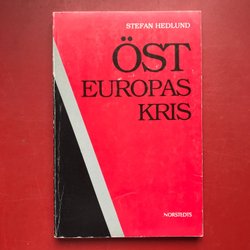 STEFAN HEDLUND
ÖST
EUROPAS
KRIS
NORSTEDTS